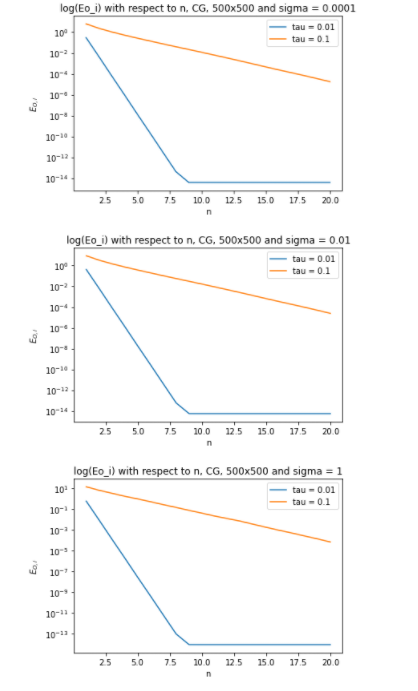 log(Eo_i) with respect to n, CG, 500x500 and sigma = 0.0001
tau = 0.01
tau = 0.1
10^0
10^-2
10^-4
10^-6
10^-8
10^-10
10^-12
10^-14
E_{O,i}
2.5 5.0 7.5 10.0 12.5 15.0 17.5 20.0
n
log(Eo_i) with respect to n, CG, 500x500 and sigma = 0.01
tau = 0.01
tau = 0.1
10^0
10^-2
10^-4
10^-6
10^-8
10^-10
10^-12
10^-14
E_{O,i}
2.5 5.0 7.5 10.0 12.5 15.0 17.5 20.0
n
log(Eo_i) with respect to n, CG, 500x500 and sigma = 1
tau = 0.01
tau = 0.1
10^1
10^-1
10^-3
10^-5
10^-7
10^-9
10^-11
10^-13
E_{O,i}
2.5 5.0 7.5 10.0 12.5 15.0 17.5 20.0
n